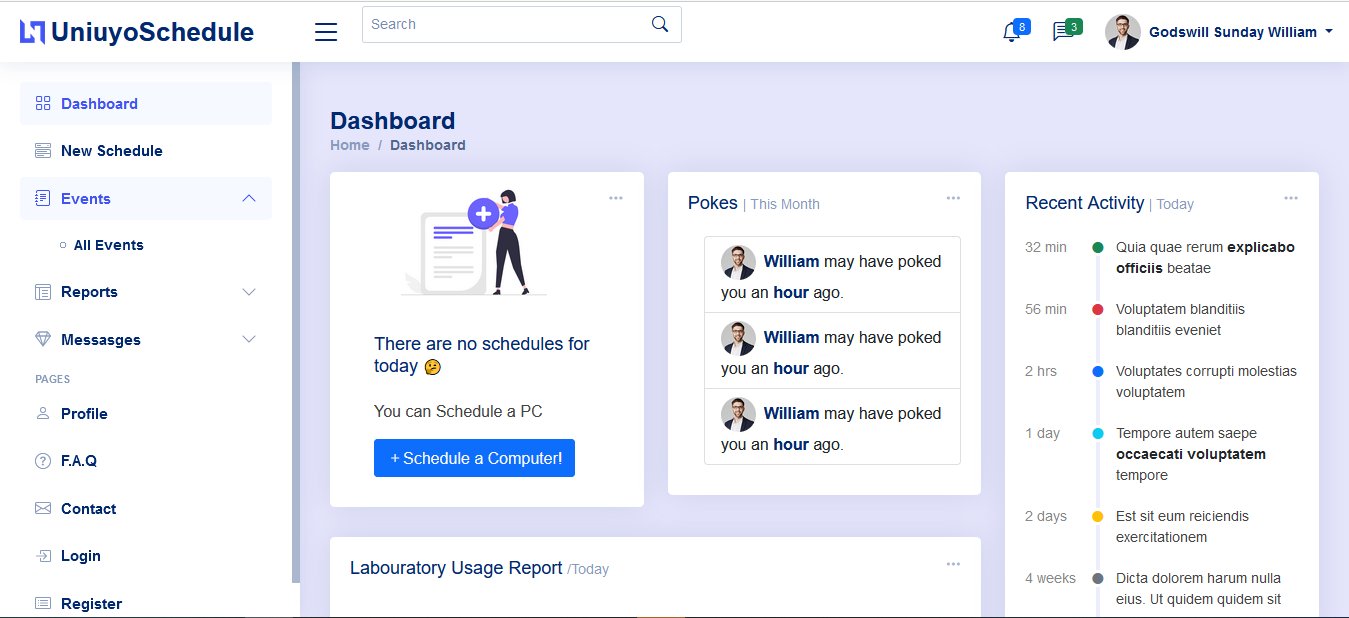 UniuyoSchedule
Search
8
3
Godswill Sunday William
Dashboard
New Schedule
Events
All Events
Reports
Messasges
PAGES
Profile
F.A.Q
Contact
Login
Register
Dashboard
Home / Dashboard
There are no schedules for
today 🤔
You can Schedule a PC
+ Schedule a Computer!
Pokes | This Month
William may have poked
you an hour ago.
William may have poked
you an hour ago.
William may have poked
you an hour ago.
Labouratory Usage Report /Today
Recent Activity | Today
32 min
Quia quae rerum explicabo
officiis beatae
56 min
Voluptatem blanditiis
blanditiis eveniet
2 hrs
Voluptates corrupti molestias
voluptatem
1 day
Tempore autem saepe
occaecati voluptatem
tempore
2 days
Est sit eum reiciendis
exercitationem
4 weeks
Dicta dolorem harum nulla
eius. Ut quidem quidem sit